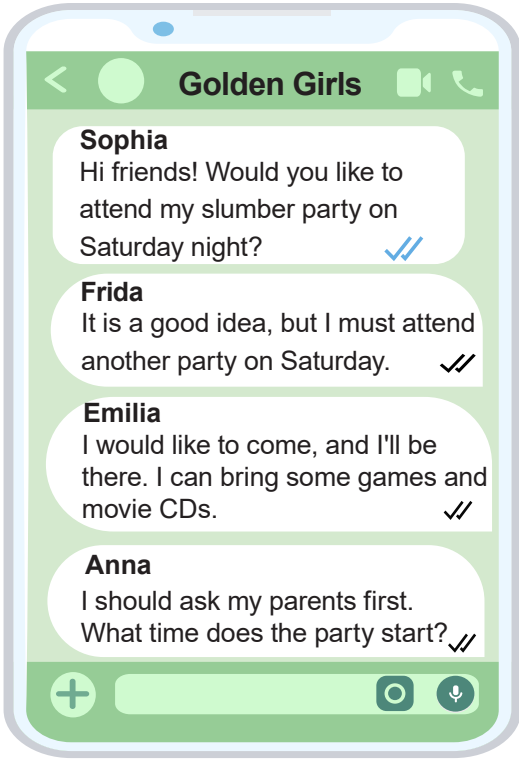 Golden Girls
Sophia
Hi friends! Would you like to
attend my slumber party on
Saturday night?
Frida
It is a good idea, but I must attend
another party on Saturday.
Emilia
I would like to come, and I'll be
there. I can bring some games and
movie CDs.
Anna
I should ask my parents first.
What time does the party start?